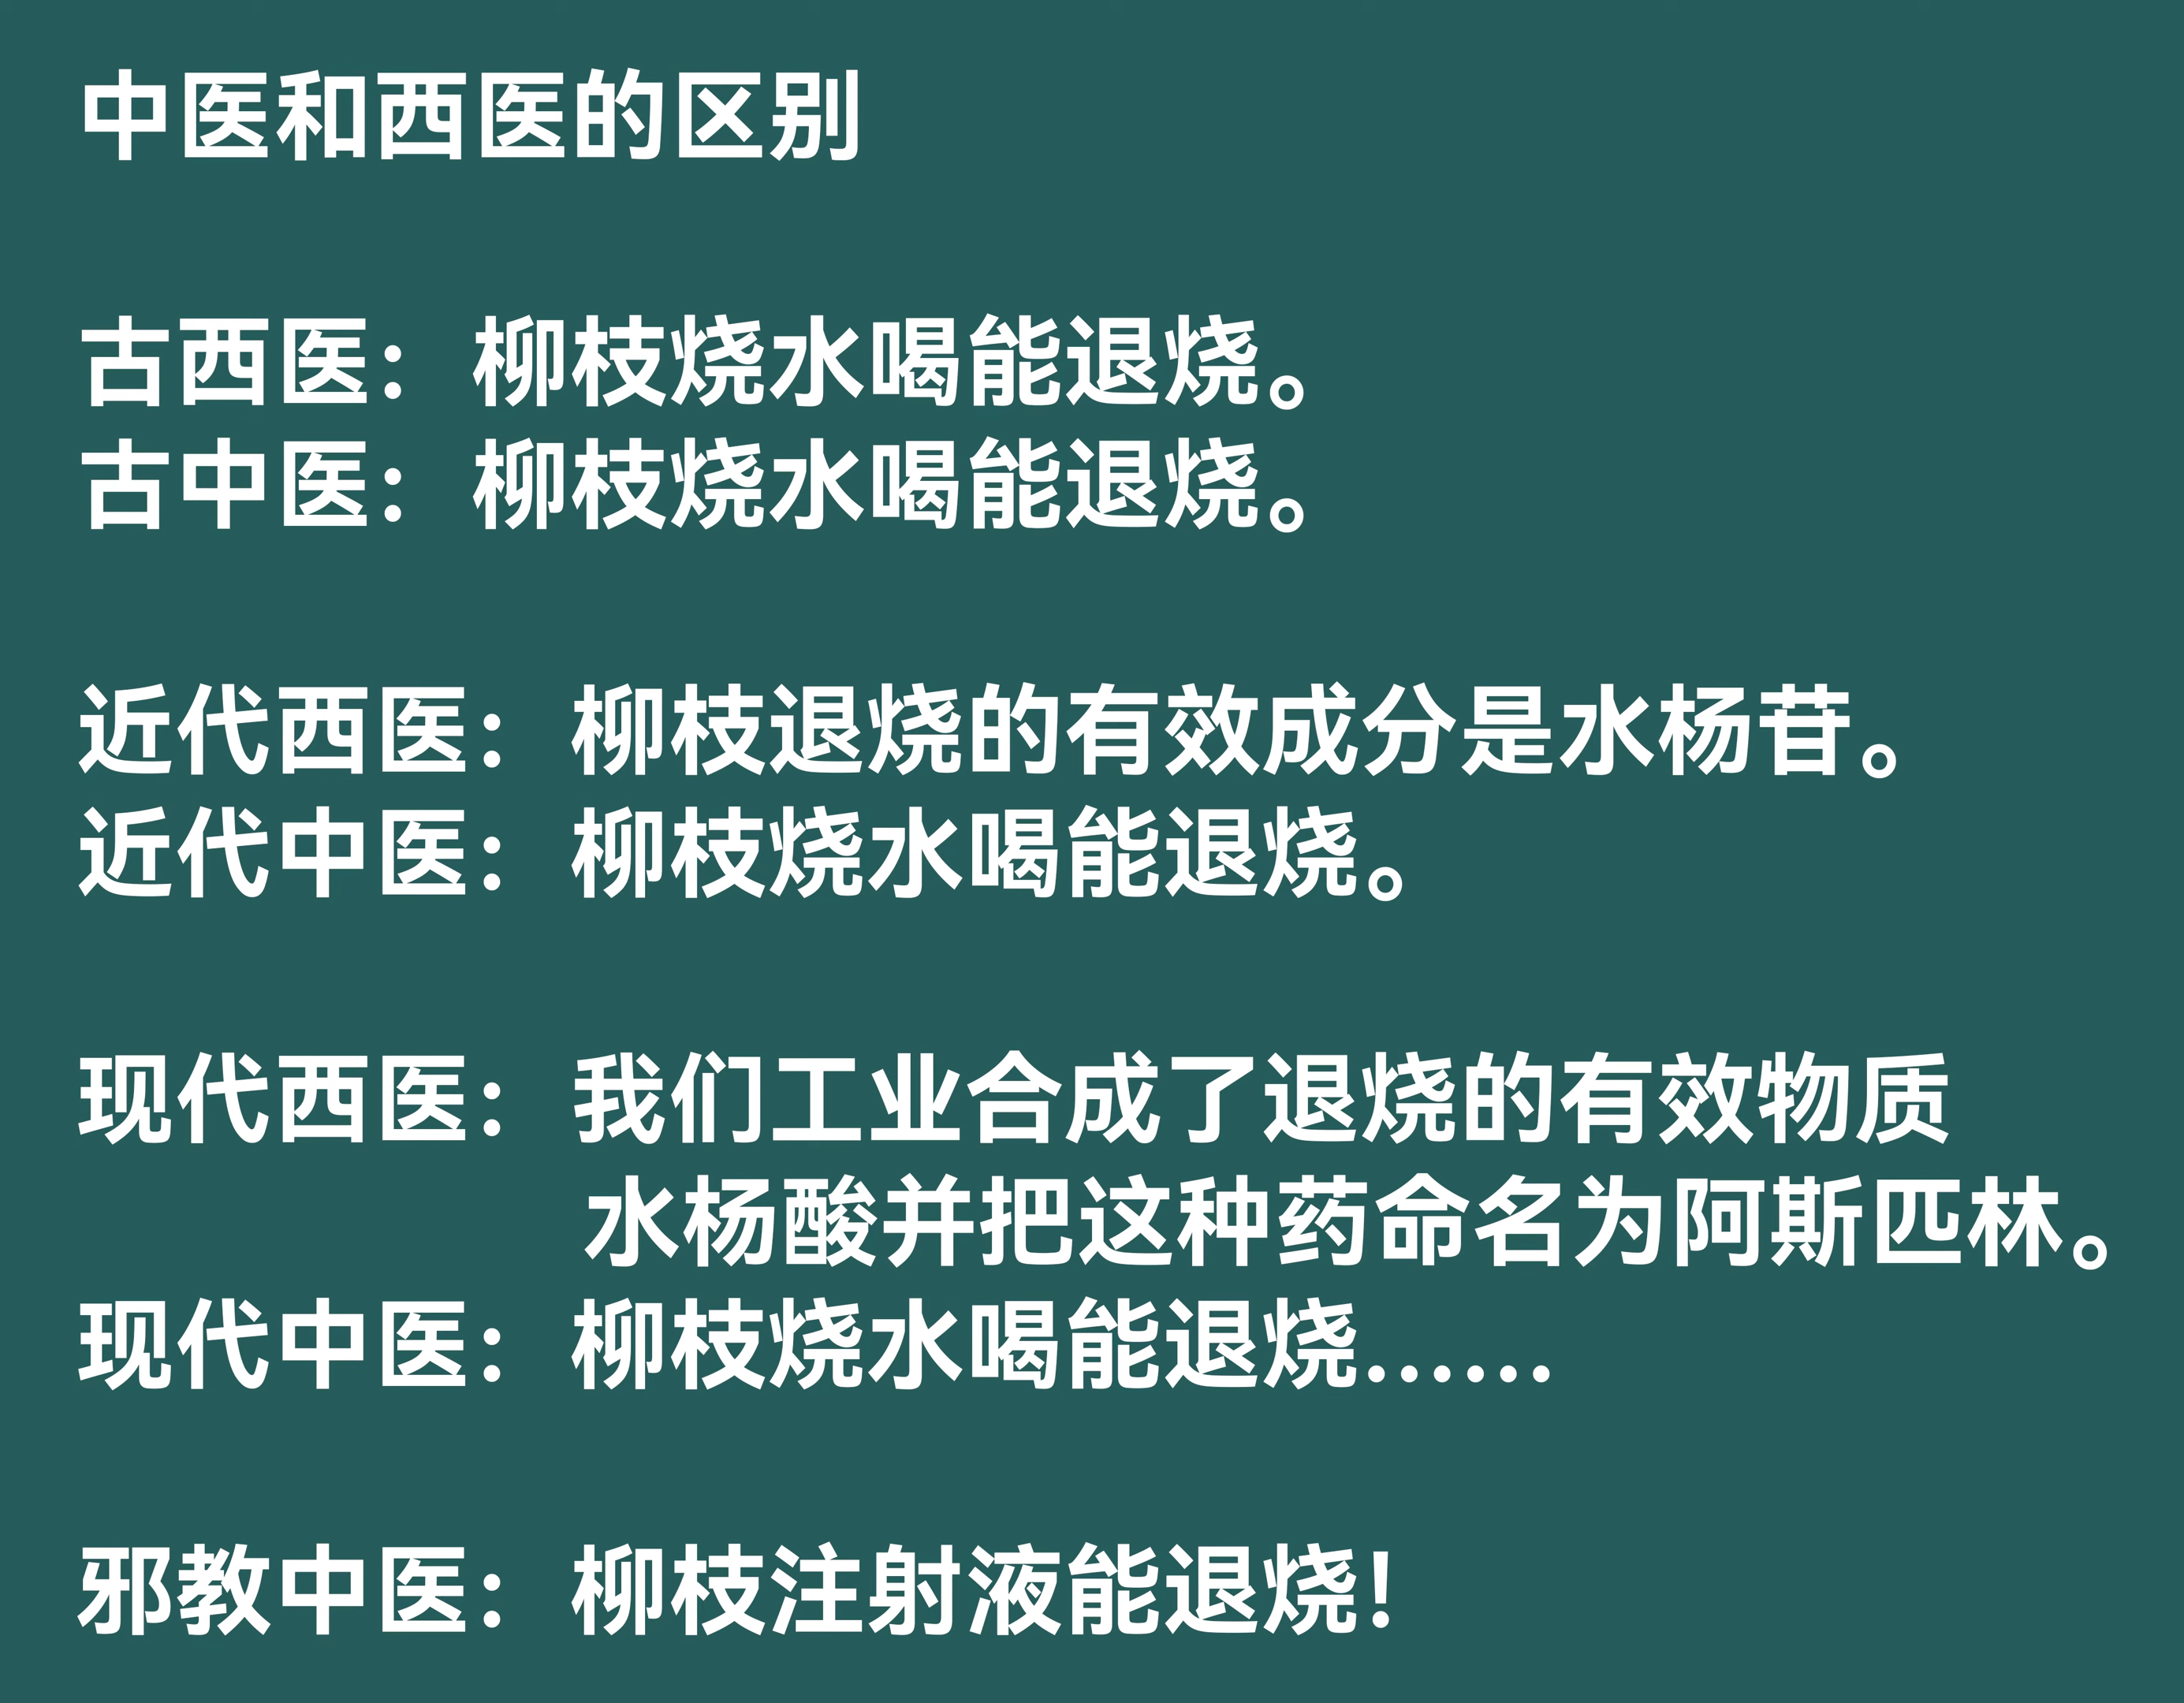 中医和西医的区别
古西医：柳枝烧水喝能退烧。
古中医：柳枝烧水喝能退烧。
近代西医：柳枝退烧的有效成分是水杨苷。
近代中医：柳枝烧水喝能退烧。
现代西医：我们工业合成了退烧的有效物质
水杨酸并把这种药命名为阿斯匹林。
现代中医：柳枝烧水喝能退烧……
邪教中医：柳枝注射液能退烧！